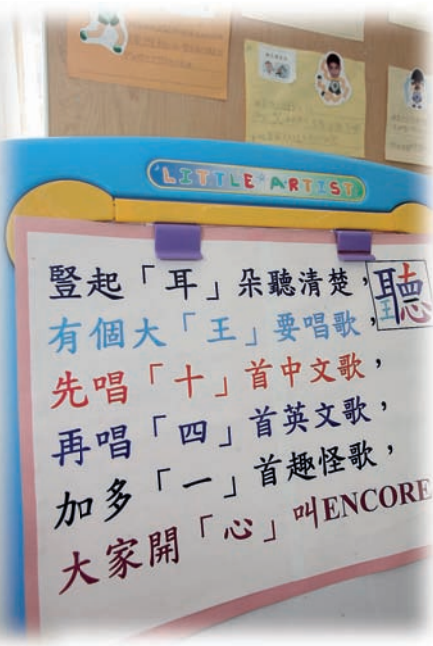 LITTLE ARTIST
豎起「耳」朵聽清楚，
聽
有個大「王」要唱歌，
先唱「十」首中文歌，
再唱「四」首英文歌，
加多「一」首趣怪歌，
大家開「心」叫ENCORE